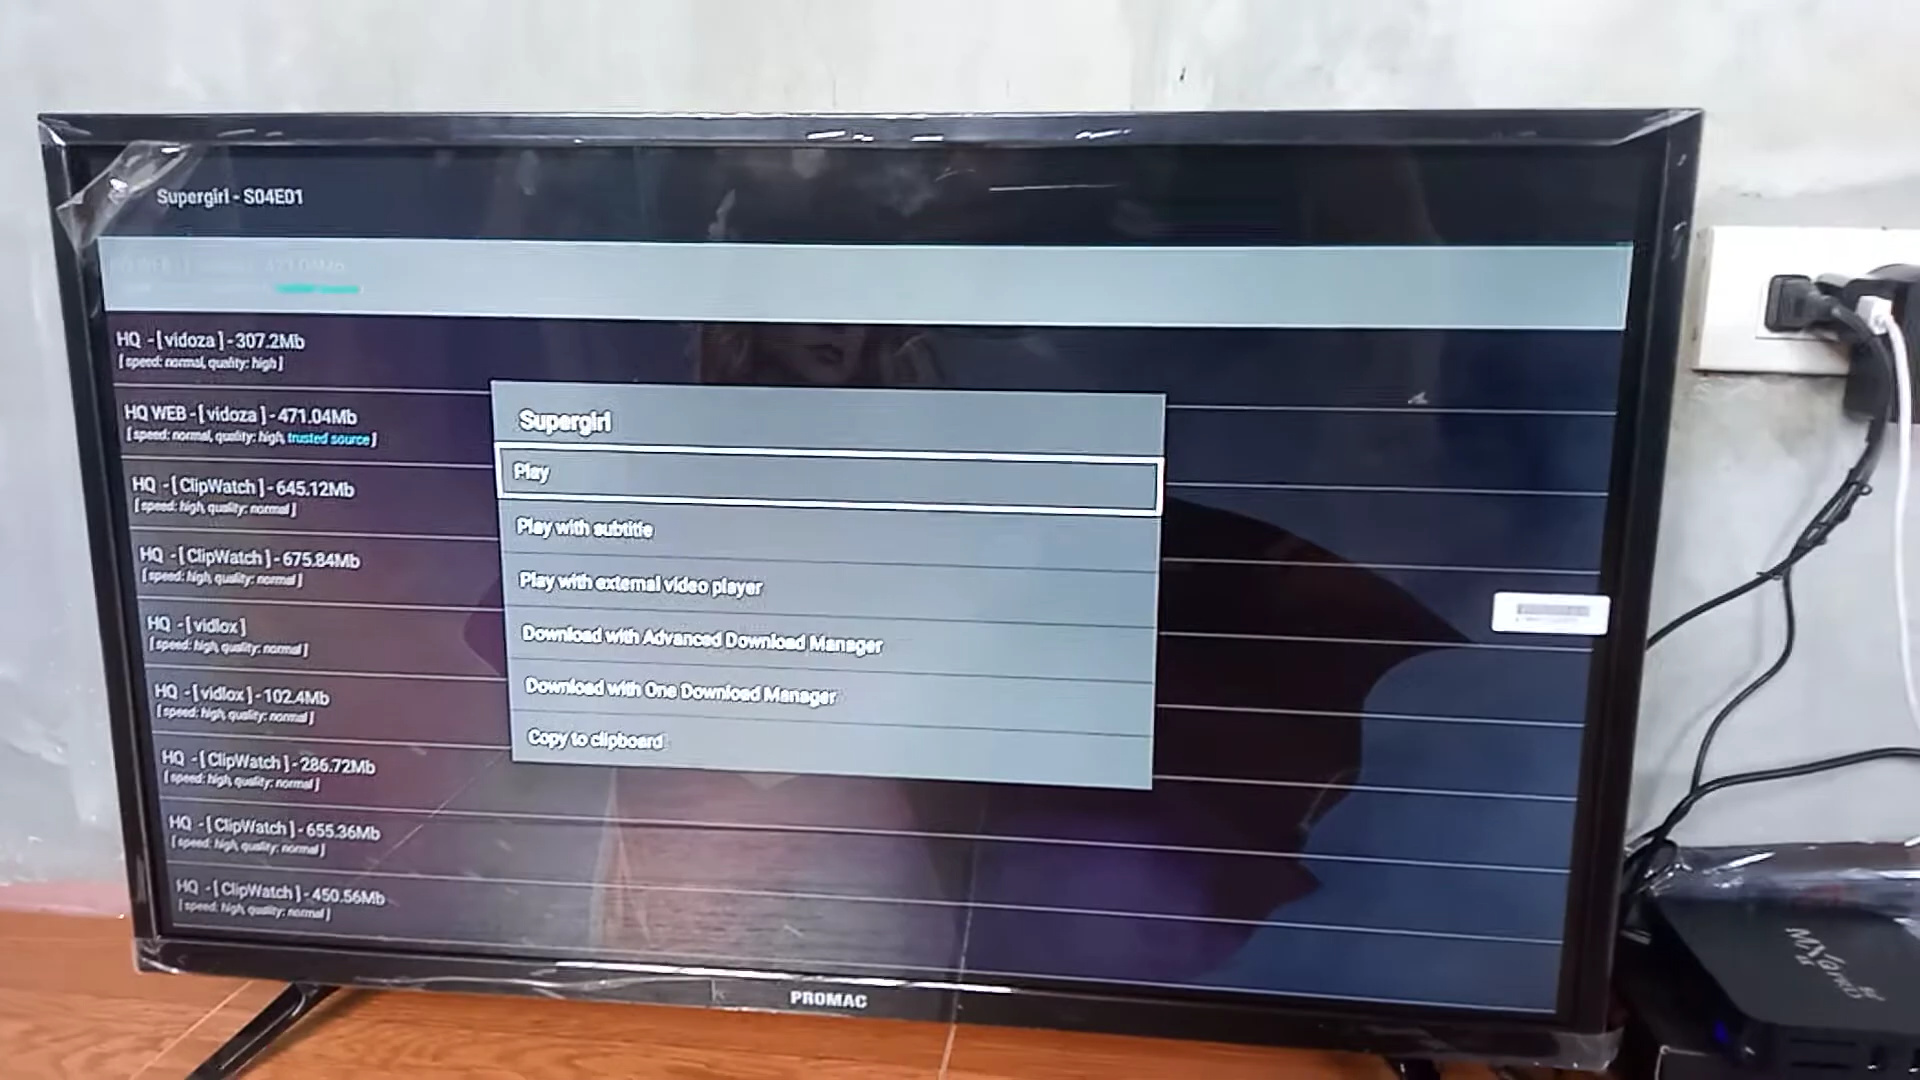 Supergirl - S04E01
HQ -[ vidoza ] - 307.2Mb
[ speed: normal, quality: high ]
HQ WEB -[ vidoza ] - 471.04Mb
[ speed: normal, quality: high, trusted source ]
HQ -[ ClipWatch ] - 645.12Mb
[ speed: high, quality: normal ]
HQ -[ ClipWatch ] - 675.84Mb
[ speed: high, quality: normal ]
HQ -[ vidlox ]
[ speed: high, quality: normal ]
HQ -[ vidlox ] - 102.4Mb
[ speed: high, quality: normal ]
HQ -[ ClipWatch ] - 286.72Mb
[ speed: high, quality: normal ]
HQ -[ ClipWatch ] - 655.36Mb
[ speed: high, quality: normal ]
HQ -[ ClipWatch ] - 450.56Mb
[ speed: high, quality: normal ]
Supergirl
Play
Play with subtitle
Play with external video player
Download with Advanced Download Manager
Download with One Download Manager
Copy to clipboard
PROMAC